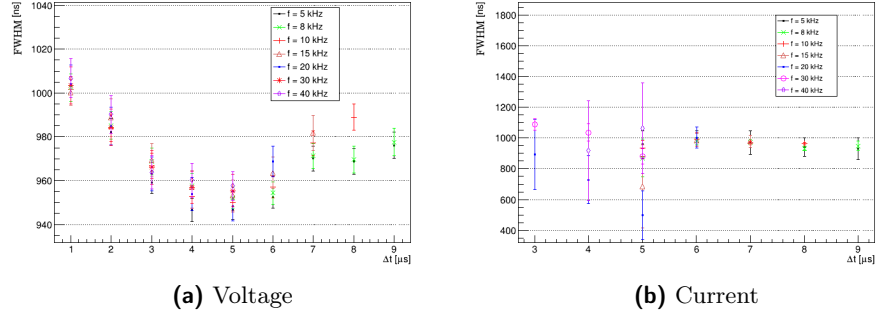 FWHM [ns]
1040
1020
1000
980
960
940
1 2 3 4 5 6 7 8 9
Δt [µs]
f = 5 kHz
f = 8 kHz
f = 10 kHz
f = 15 kHz
f = 20 kHz
f = 30 kHz
f = 40 kHz
(a) Voltage
FWHM [ns]
1800
1600
1400
1200
1000
800
600
400
3 4 5 6 7 8 9
Δt [µs]
f = 5 kHz
f = 8 kHz
f = 10 kHz
f = 15 kHz
f = 20 kHz
f = 30 kHz
f = 40 kHz
(b) Current